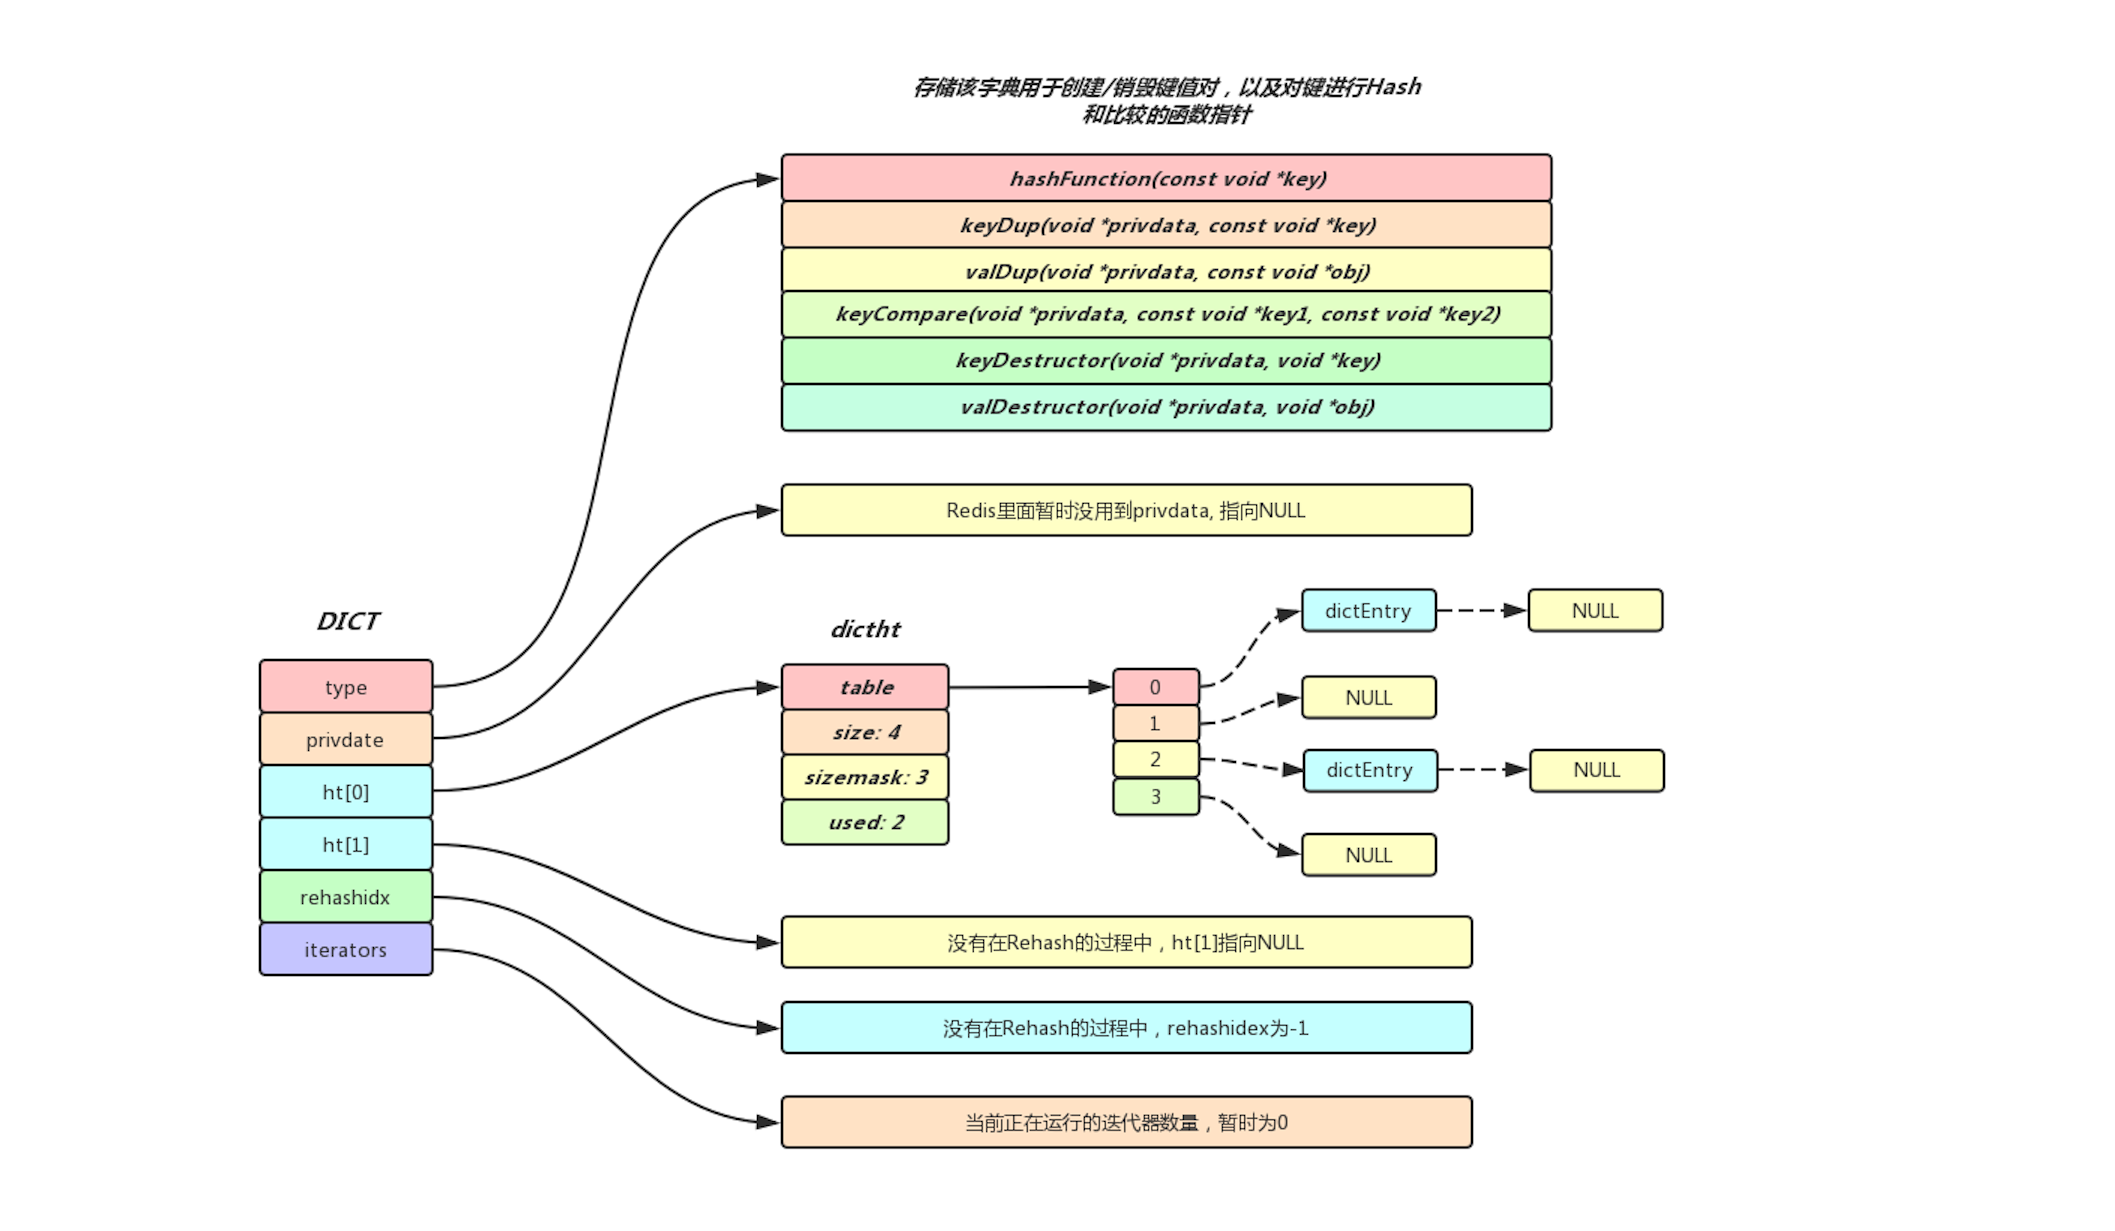 存储该字典用于创建/销毁键值对，以及对键进行Hash
和比较的函数指针
hashFunction(const void *key)
keyDup(void *privdata, const void *key)
valDup(void *privdata, const void *obj)
keyCompare(void *privdata, const void *key1, const void *key2)
keyDestructor(void *privdata, void *key)
valDestructor(void *privdata, void *obj)
Redis里面暂时没用到privdata, 指向NULL
DICT
type
privdate
ht[0]
ht[1]
rehashidx
iterators
dictht
table
size: 4
sizemask: 3
used: 2
0
1
2
3
dictEntry
NULL
NULL
dictEntry
NULL
NULL
没有在Rehash的过程中，ht[1]指向NULL
没有在Rehash的过程中，rehashidex为-1
当前正在运行的迭代器数量，暂时为0